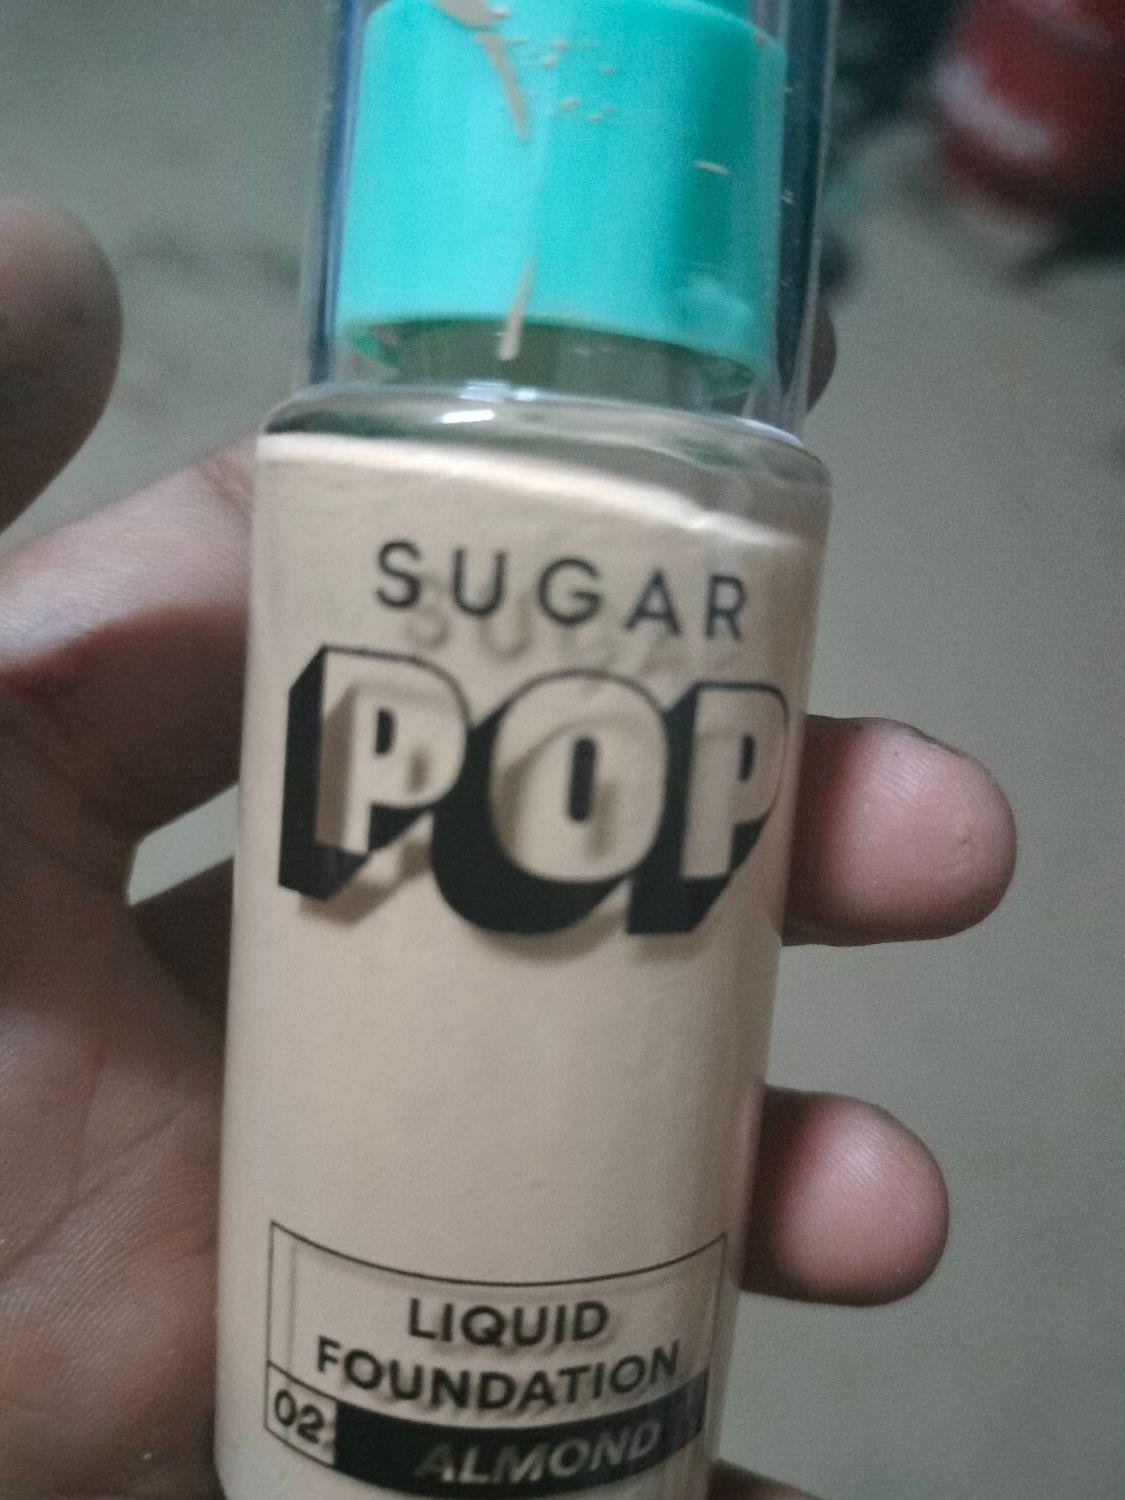 SUGAR
POP
LIQUID
FOUNDATION
02 ALMOND